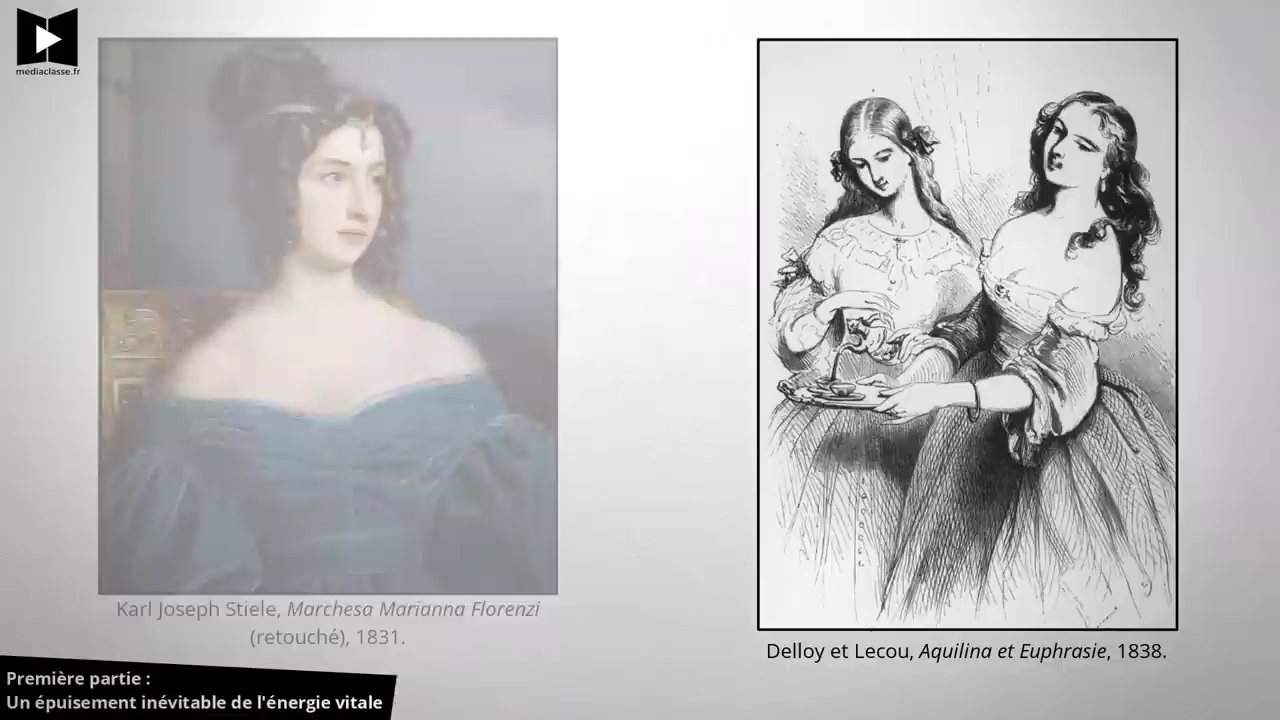 mediaclasse.fr
Karl Joseph Stiele, Marchesa Marianna Florenzi
(retouché), 1831.
Delloy et Lecou, Aquilina et Euphrasie, 1838.
Première partie :
Un épuisement inévitable de l'énergie vitale